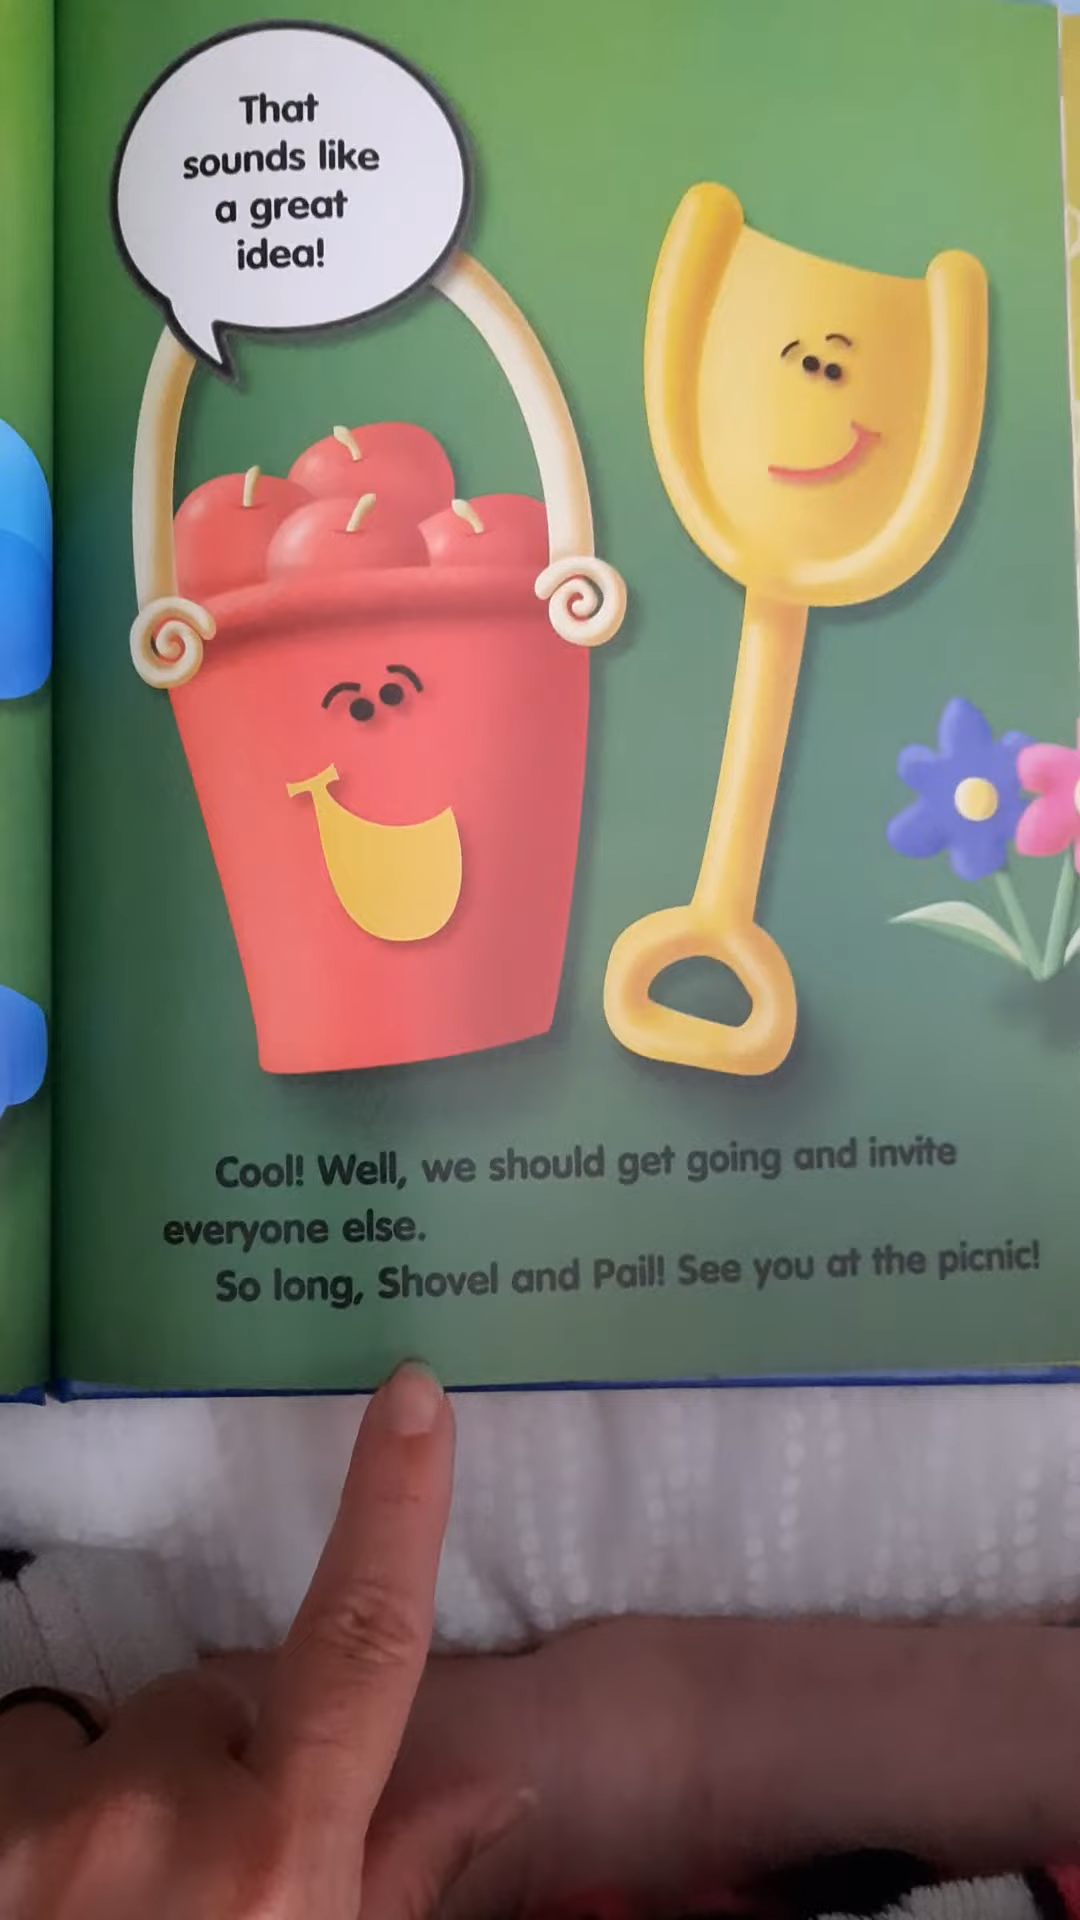 That
sounds like
a great
idea!
Cool! Well, we should get going and invite
everyone else.
So long, Shovel and Pail! See you at the picnic!